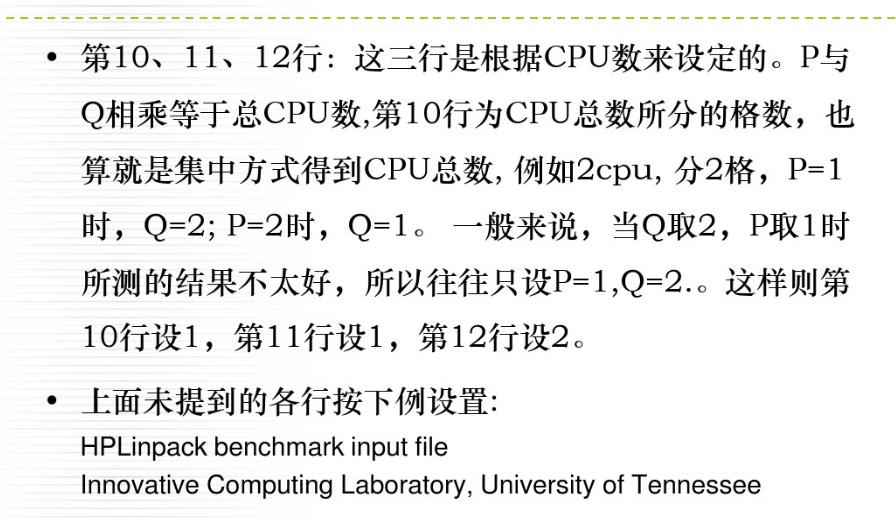 • 第10、11、12行：这三行是根据CPU数来设定的。P与
Q相乘等于总CPU数,第10行为CPU总数所分的格数，也
算就是集中方式得到CPU总数, 例如2cpu, 分2格，P=1
时，Q=2; P=2时，Q=1。 一般来说，当Q取2，P取1时
所测的结果不太好，所以往往只设P=1,Q=2.。这样则第
10行设1，第11行设1，第12行设2。
• 上面未提到的各行按下例设置:
HPLinpack benchmark input file
Innovative Computing Laboratory, University of Tennessee